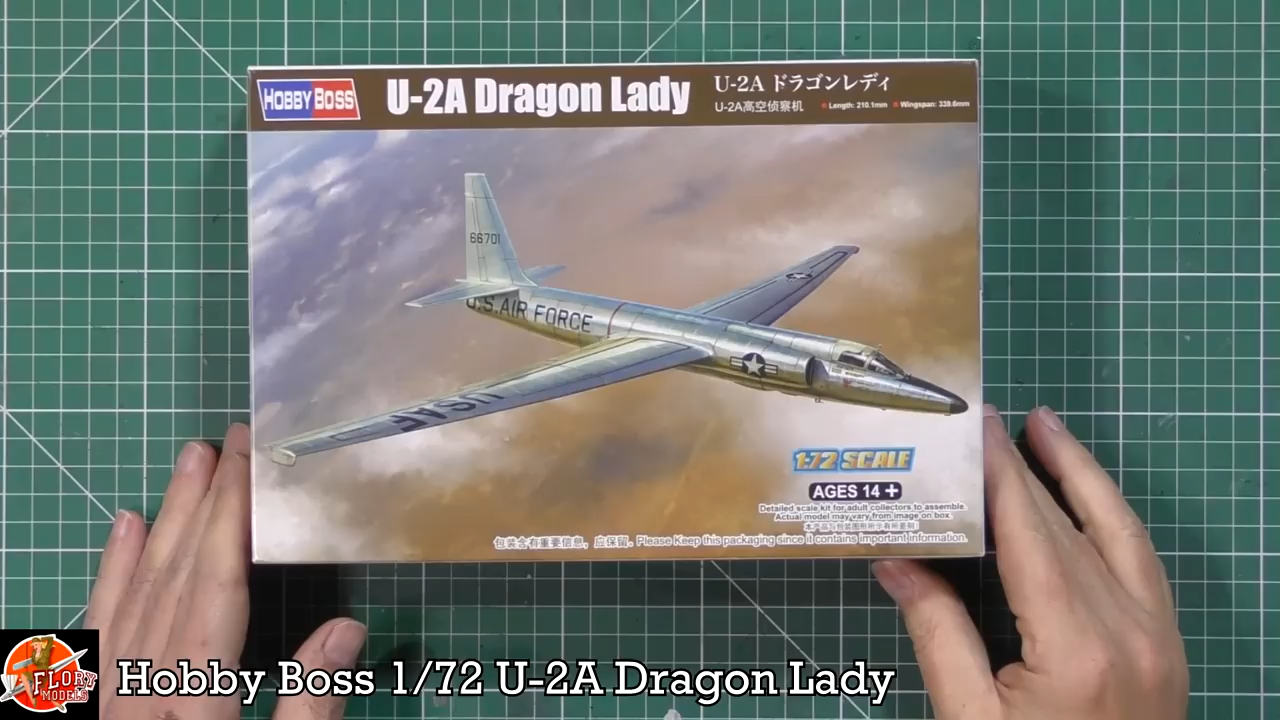 HOBBY BOSS
U-2A Dragon Lady
U-2A ドラゴンレディ
U-2A高空侦察机
Length: 210.1mm Wingspan: 339.6mm
66701
U.S.AIR FORCE
USAF
1:72 SCALE
AGES 14 +
Detailed scale kit for adult collectors to assemble.
Actual model may vary from image on box
包装含有重要信息，应保留. Please Keep this packaging since it contains important information.
FLORY
MODELS
Hobby Boss 1/72 U-2A Dragon Lady